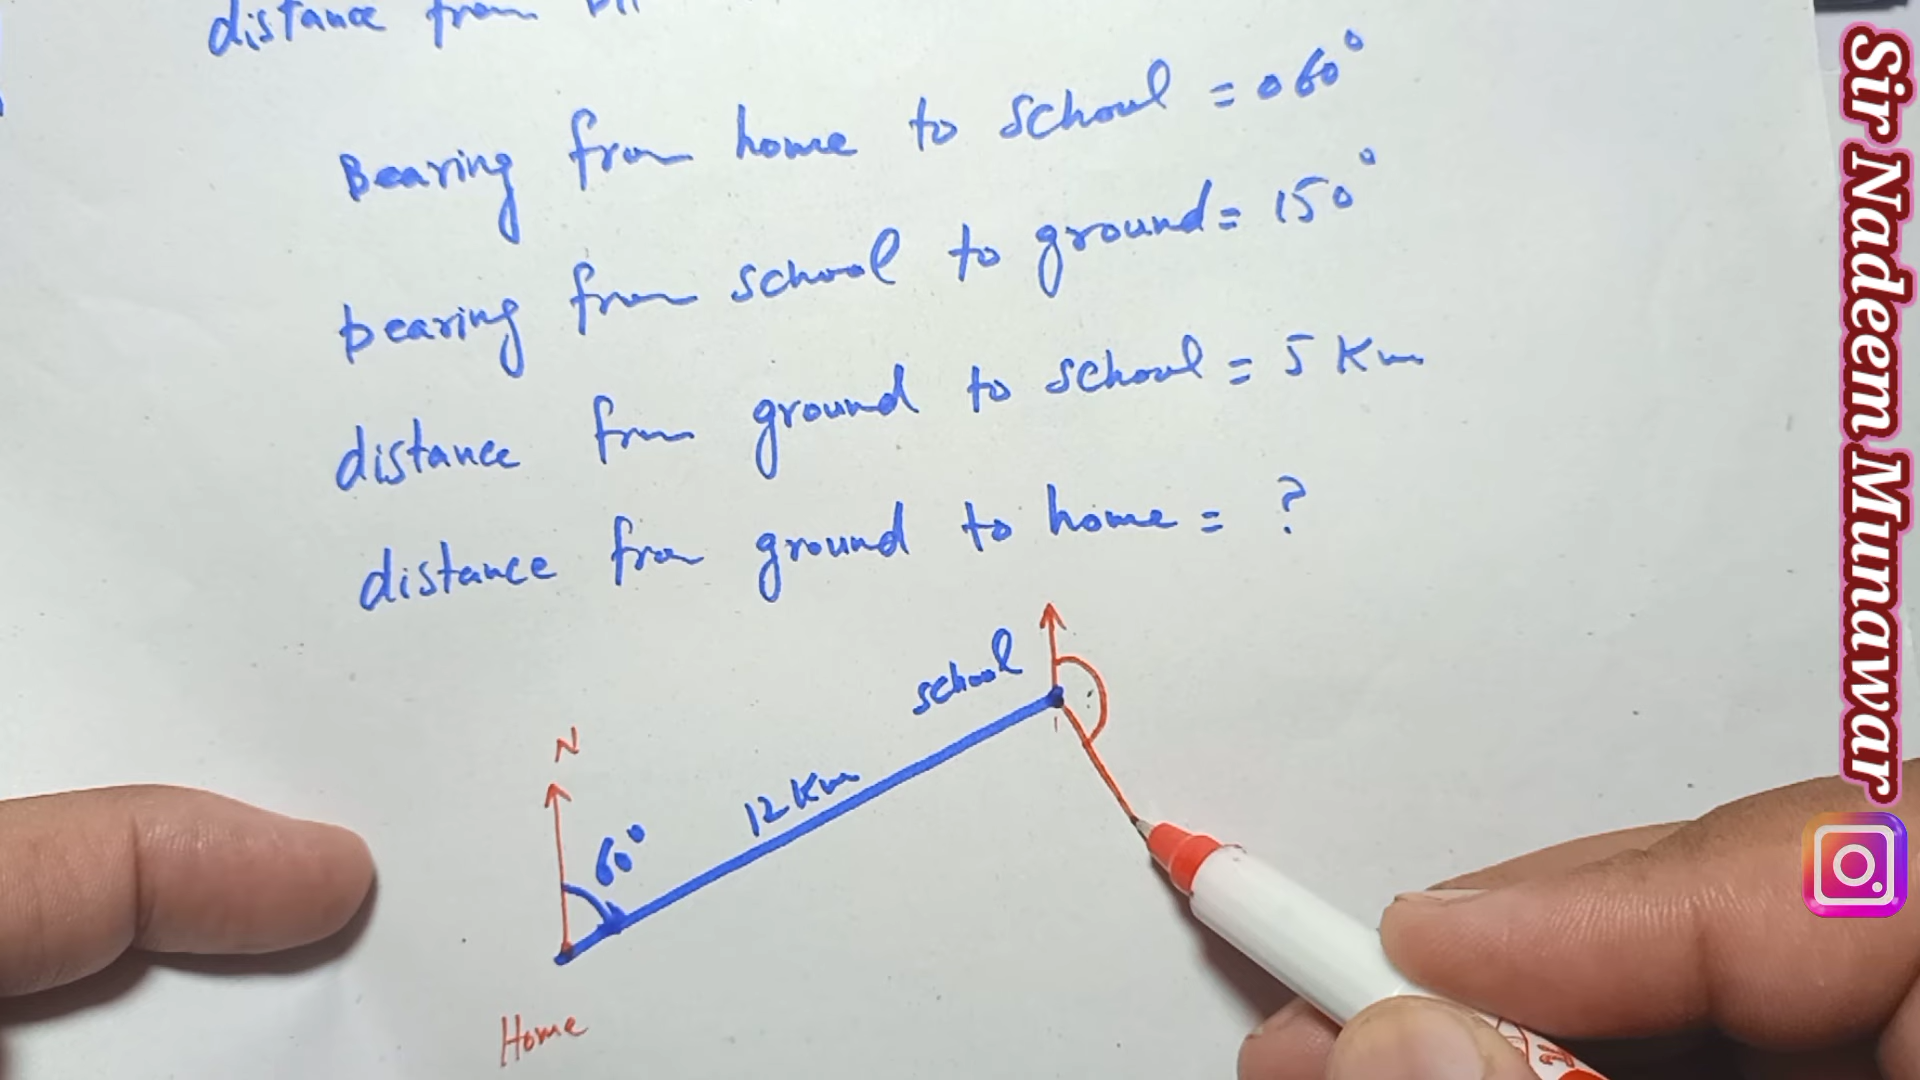 distance from
Bearing from home to school = 060°
bearing from school to ground = 150°
distance from ground to school = 5 Km
distance from ground to home = ?
school
N
12 Km
60°
Home
Sir Nadeem Munawar